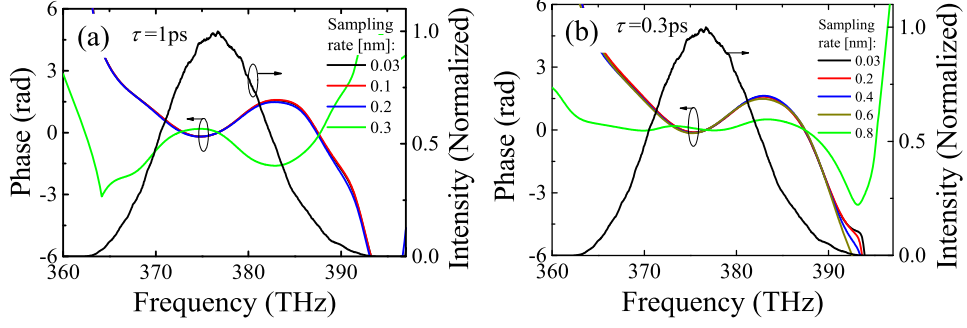 (a)
τ=1ps
Sampling
rate [nm]:
0.03
0.1
0.2
0.3
6
3
0
-3
-6
Phase (rad)
1.0
0.5
0.0
Intensity (Normalized)
360
370
380
390
Frequency (THz)
(b)
τ=0.3ps
Sampling
rate [nm]:
0.03
0.2
0.4
0.6
0.8
6
3
0
-3
-6
Phase (rad)
1.0
0.5
0.0
Intensity (Normalized)
360
370
380
390
Frequency (THz)